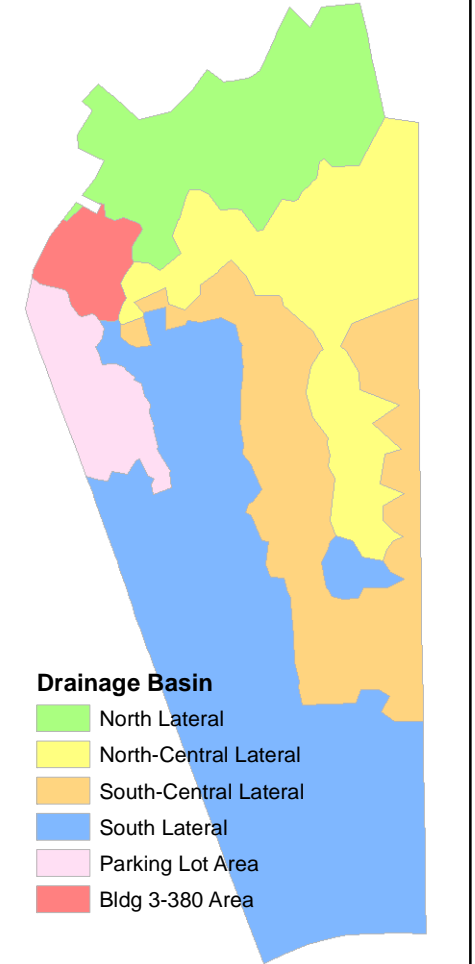 Drainage Basin
North Lateral
North-Central Lateral
South-Central Lateral
South Lateral
Parking Lot Area
Bldg 3-380 Area